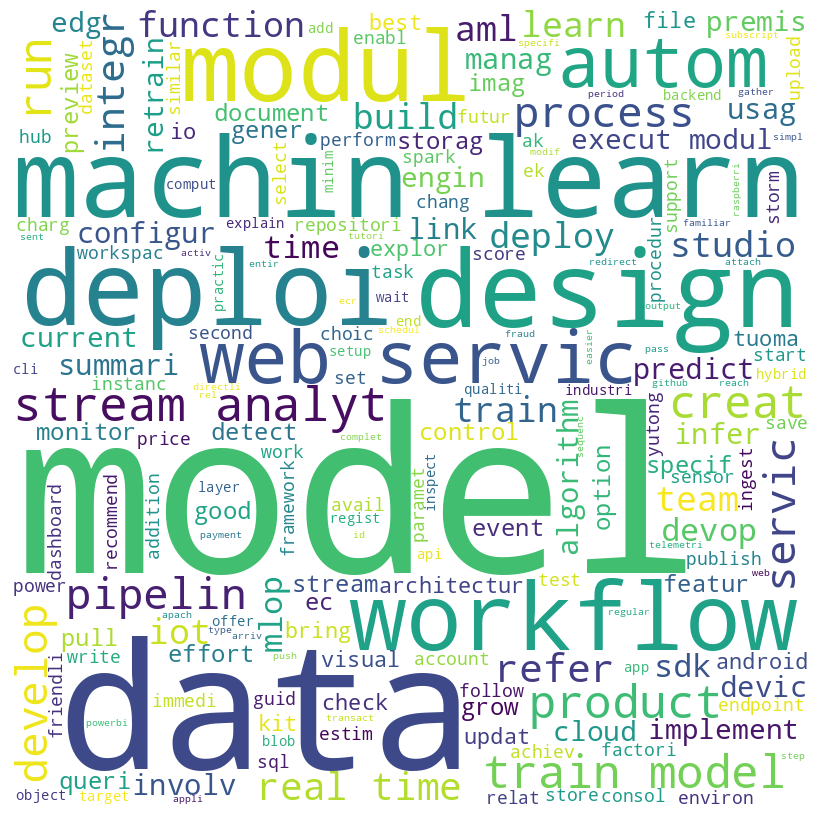 edg
function
add
best
aml
learn
file
premis
run
integr
preview
dataset
retrain
similar
modul
enabl
specifi
autom
subscript
upload
manag
imag
document
build
futur
process
period
gather
backend
usag
hub
io
gener
perform
storag
ak
execut modul
simpl
machin learn
comput
select
minim
spark
engin
ek
modif
support
raspberri
storm
charg
sent
configur
workspac
activ
explain
repositori
tutori
time
chang
link
explor
score
deploy
procedur
familiar
studio
deploi
entir
practic
task
wait
redirect
attach
output
design
current
second
choic
ecr
end
schedul
fraud
easier
pass
tuoma
start
cli
summari
instanc
directli
rel
setup
set
web servic
job
qualiti
industri
predict
github
reach
hybrid
stream analyt
train
yutong
creat
save
monitor
price
detect
work
complet
control
algorithm
sequenc
option
infer
specif
sensor
ingest
servic
dashboard
recommend
addition
layer
good
payment
framework
avail
regist
id
paramet
inspect
api
event
team
devop
telemetri
publish
web
model
power
pipelin
apach
offer
type
arriv
mlop
stream
ec
architectur
test
featur
regular
workflow
develop
friendli
pull
write
iot
effort
push
bring
visual
account
refer
sdk
app
android
devic
powerbi
immedi
guid
kit
blob
sql
transact
check
estim
follow
grow
updat
product
endpoint
data
achiev
cloud
factori
implement
step
object
queri
target
involv
appli
real time
train model
relat
store
consol
environ